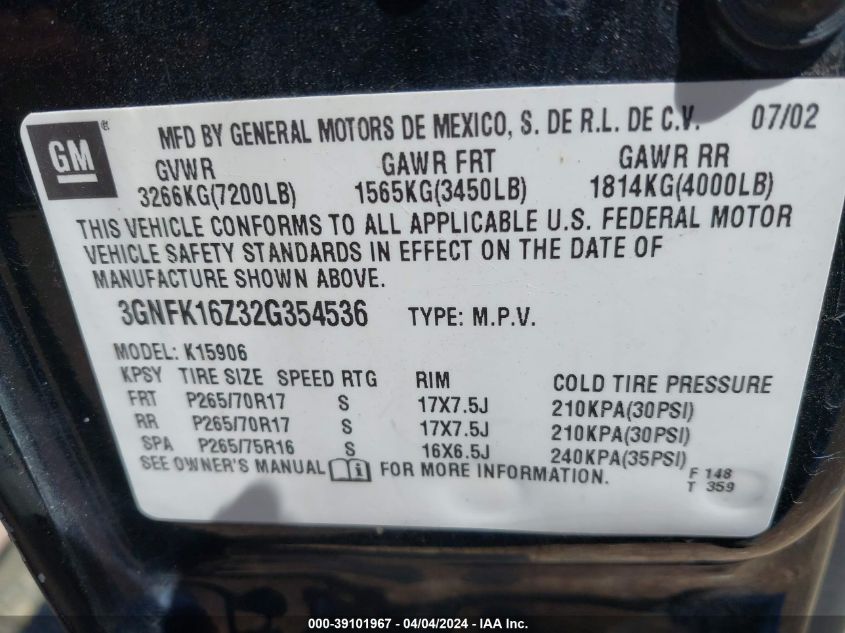 GM ® MFD BY GENERAL MOTORS DE MEXICO, S. DE R.L. DE C.V. 07/02
GVWR GAWR FRT GAWR RR
3266KG(7200LB) 1565KG(3450LB) 1814KG(4000LB)
THIS VEHICLE CONFORMS TO ALL APPLICABLE U.S. FEDERAL MOTOR
VEHICLE SAFETY STANDARDS IN EFFECT ON THE DATE OF
MANUFACTURE SHOWN ABOVE.
3GNFK16Z32G354536 TYPE: M.P.V.
MODEL: K15906
KPSY TIRE SIZE SPEED RTG RIM COLD TIRE PRESSURE
FRT P265/70R17 S 17X7.5J 210KPA(30PSI)
RR P265/70R17 S 17X7.5J 210KPA(30PSI)
SPA P265/75R16 S 16X6.5J 240KPA(35PSI)
SEE OWNER'S MANUAL FOR MORE INFORMATION.
F 148
T 359
000-39101967 - 04/04/2024 - IAA Inc.